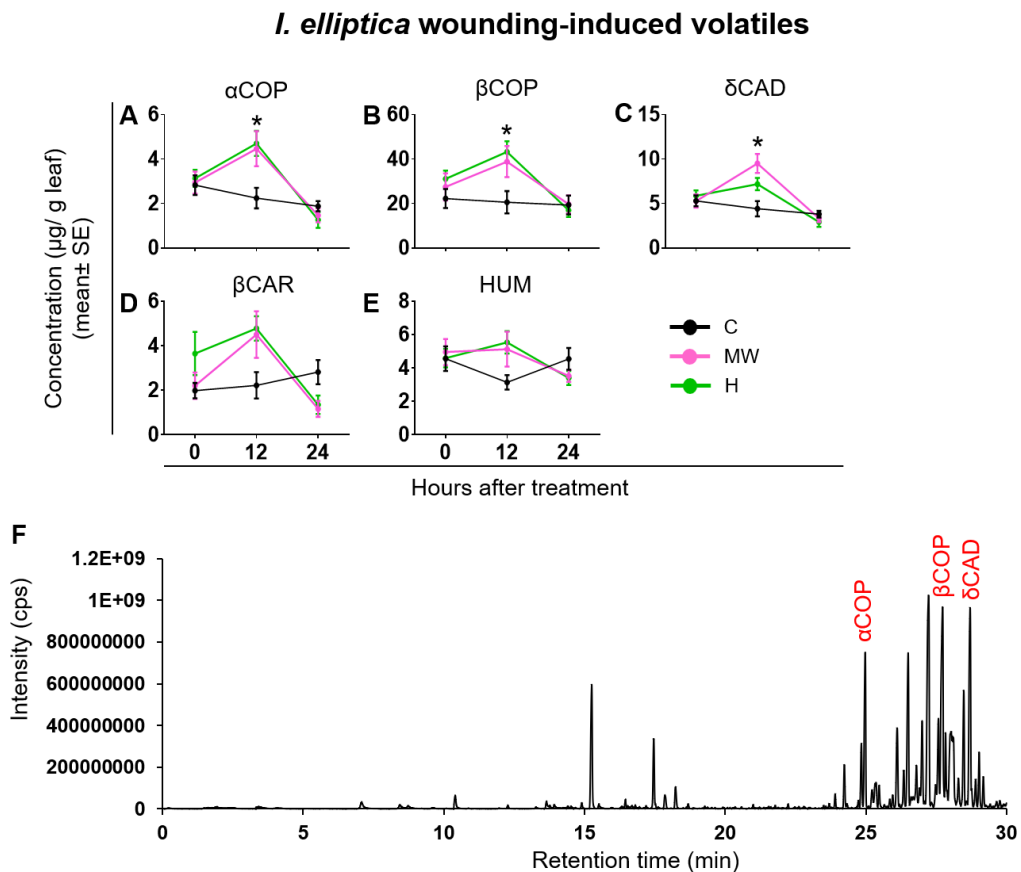 I. elliptica wounding-induced volatiles
αCOP
βCOP
δCAD
A
B
C
6
4
2
0
*
60
40
20
0
*
15
10
5
0
*
βCAR
HUM
D
E
6
4
2
0
8
6
4
2
0
0 12 24
0 12 24
C
MW
H
Concentration (µg/ g leaf)
(mean± SE)
Hours after treatment
F
1.2E+09
1E+09
800000000
600000000
400000000
200000000
0
Intensity (cps)
αCOP
βCOP
δCAD
0 5 10 15 20 25 30
Retention time (min)